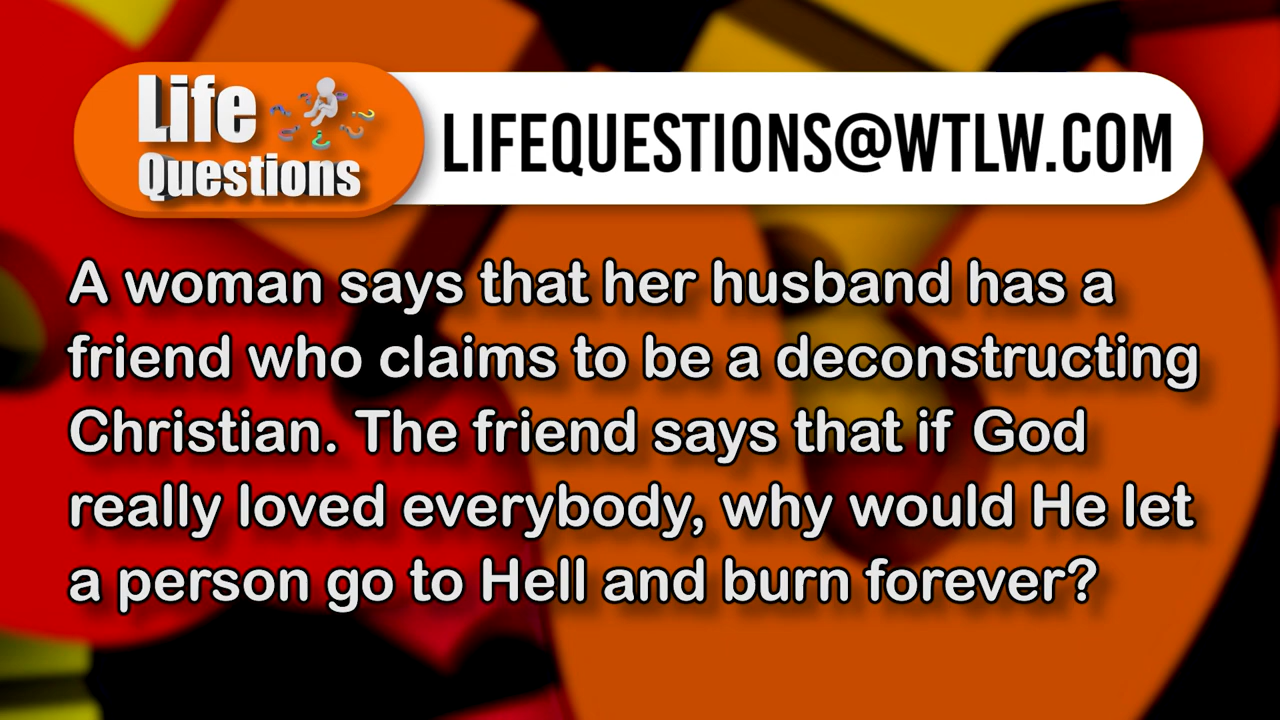 Life
Questions
LIFEQUESTIONS@WTLW.COM
A woman says that her husband has a
friend who claims to be a deconstructing
Christian. The friend says that if God
really loved everybody, why would He let
a person go to Hell and burn forever?